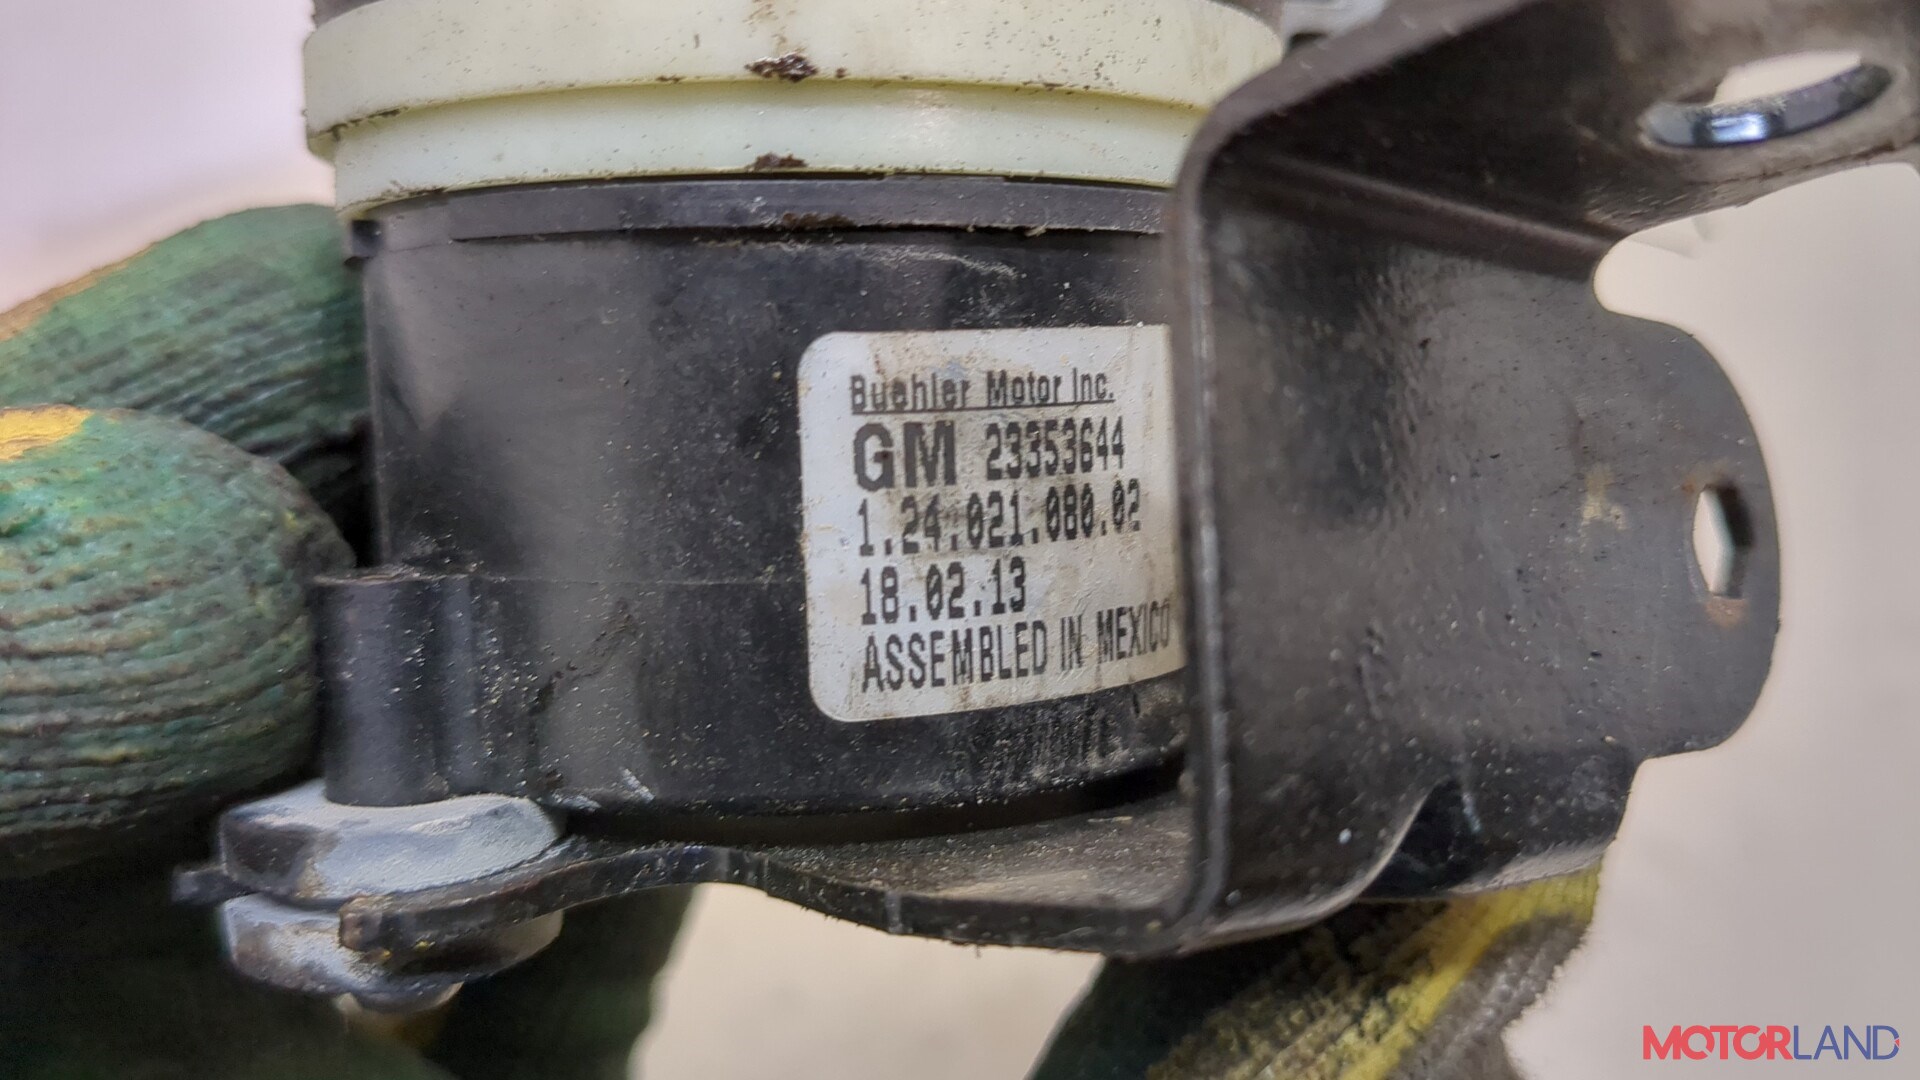 Buehler Motor Inc.
GM 23353644
1.24.021.080.02
18.02.13
ASSEMBLED IN MEXICO
MOTORLAND